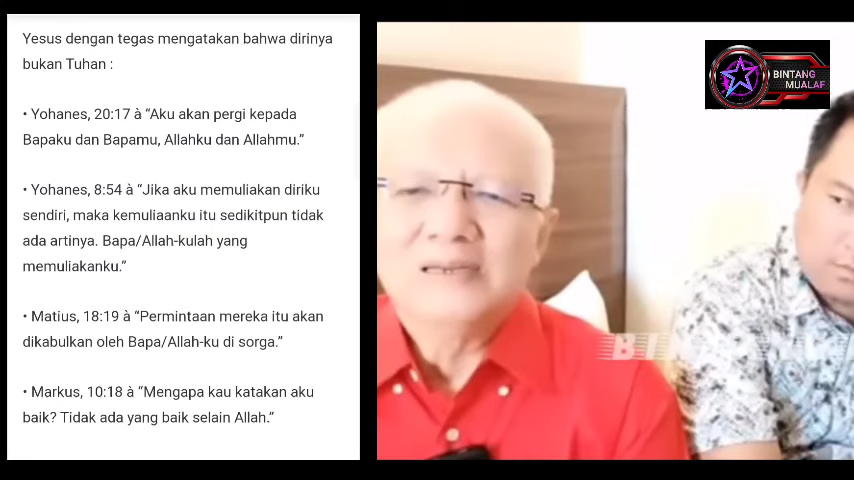 Yesus dengan tegas mengatakan bahwa dirinya
bukan Tuhan :
• Yohanes, 20:17 à “Aku akan pergi kepada
Bapaku dan Bapamu, Allahku dan Allahmu.”
• Yohanes, 8:54 à “Jika aku memuliakan diriku
sendiri, maka kemuliaanku itu sedikitpun tidak
ada artinya. Bapa/Allah-kulah yang
memuliakanku.”
• Matius, 18:19 à “Permintaan mereka itu akan
dikabulkan oleh Bapa/Allah-ku di sorga.”
• Markus, 10:18 à “Mengapa kau katakan aku
baik? Tidak ada yang baik selain Allah.”
BINTANG
MUALAF